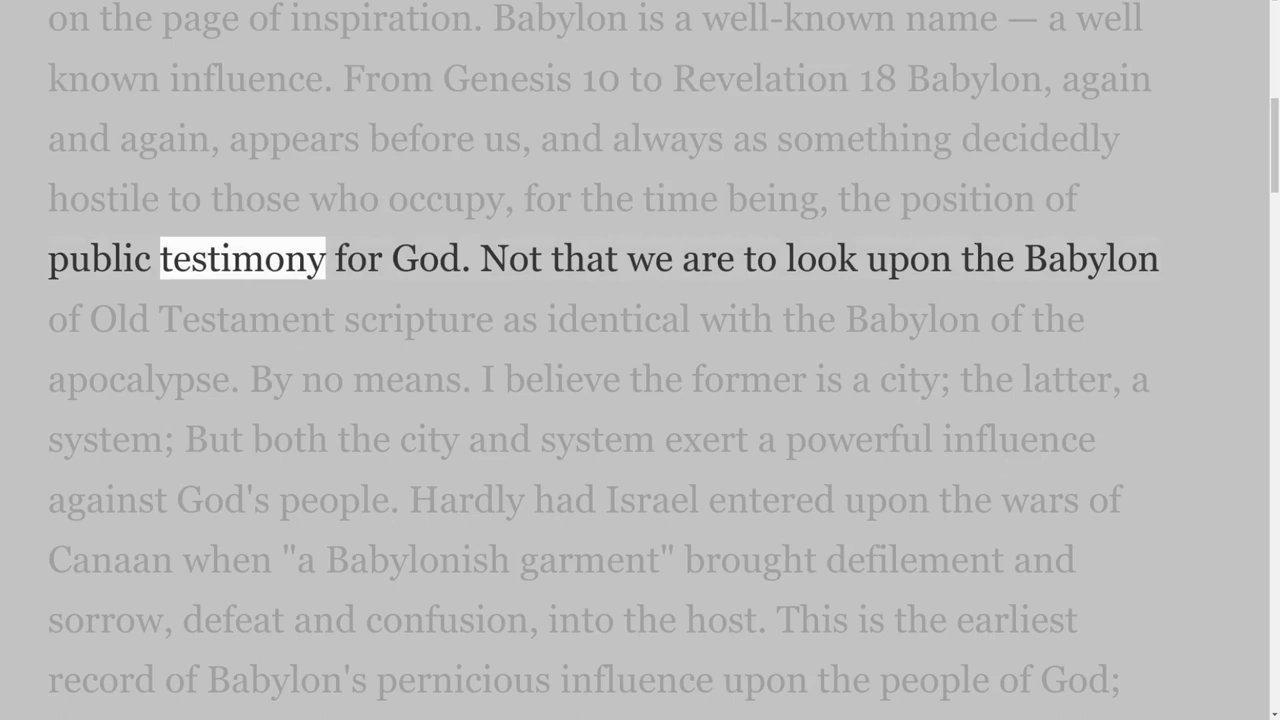 on the page of inspiration. Babylon is a well-known name — a well
known influence. From Genesis 10 to Revelation 18 Babylon, again
and again, appears before us, and always as something decidedly
hostile to those who occupy, for the time being, the position of
public testimony for God. Not that we are to look upon the Babylon
of Old Testament scripture as identical with the Babylon of the
apocalypse. By no means. I believe the former is a city; the latter, a
system; But both the city and system exert a powerful influence
against God's people. Hardly had Israel entered upon the wars of
Canaan when "a Babylonish garment" brought defilement and
sorrow, defeat and confusion, into the host. This is the earliest
record of Babylon's pernicious influence upon the people of God;